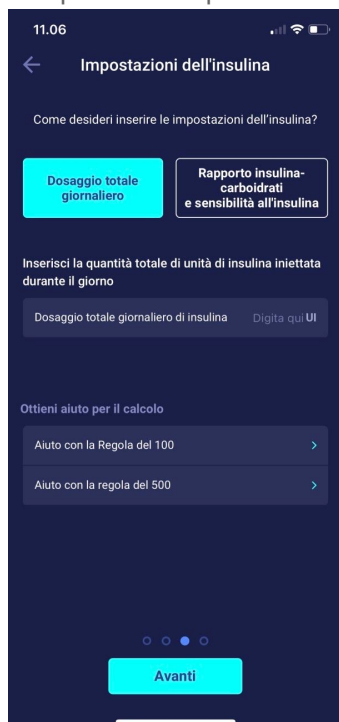 11.06
Impostazioni dell'insulina
Come desideri inserire le impostazioni dell'insulina?
Dosaggio totale
giornaliero
Rapporto insulina-
carboidrati
e sensibilità all'insulina
Inserisci la quantità totale di unità di insulina iniettata
durante il giorno
Dosaggio totale giornaliero di insulina Digita qui UI
Ottieni aiuto per il calcolo
Aiuto con la Regola del 100
Aiuto con la regola del 500
Avanti